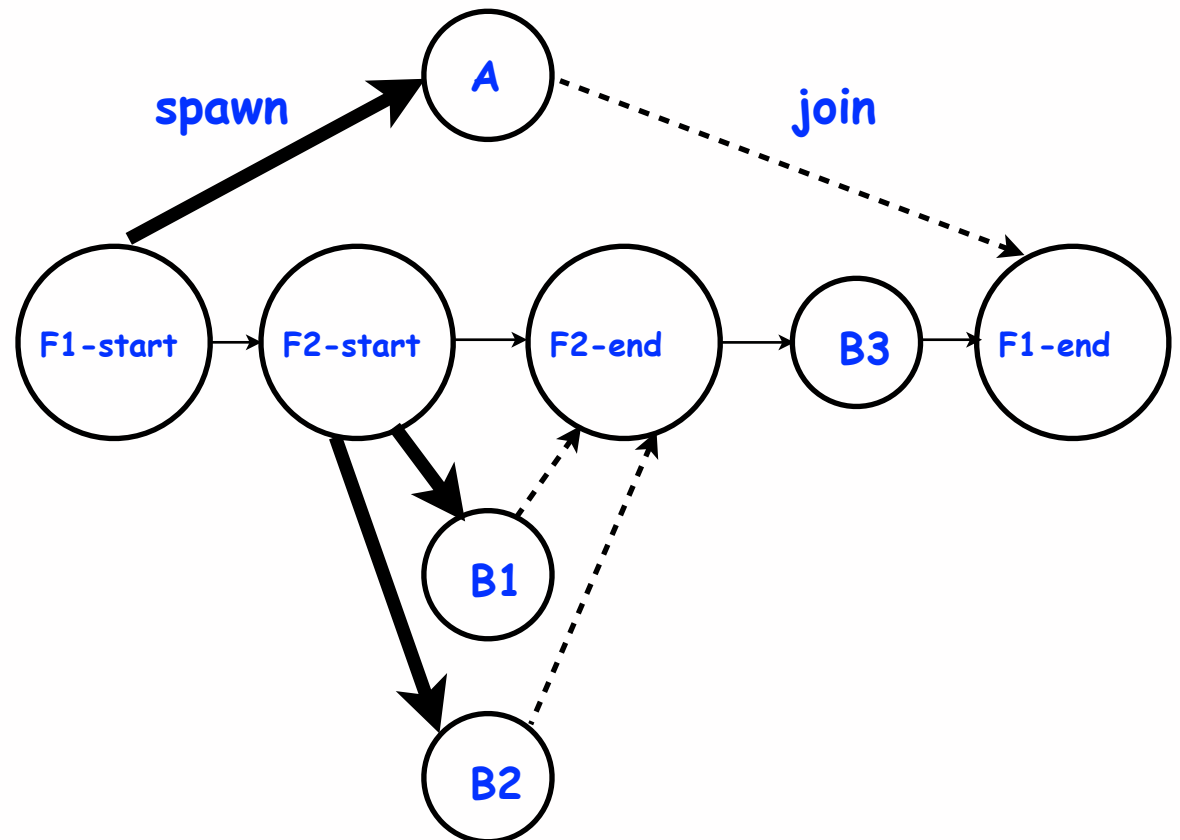 A
spawn
join
F1-start
F2-start
F2-end
B3
F1-end
B1
B2